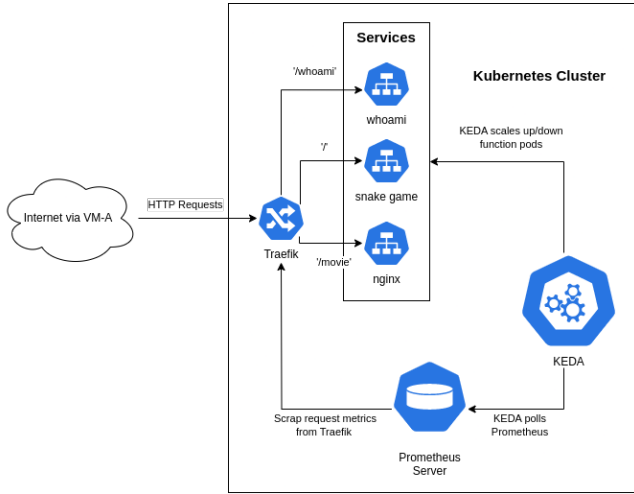 Services
Kubernetes Cluster
'/whoami'
whoami
KEDA scales up/down
function pods
'/'
snake game
HTTP Requests
Internet via VM-A
Traefik
'/movie'
nginx
KEDA
Scrap request metrics
from Traefik
KEDA polls
Prometheus
Prometheus
Server